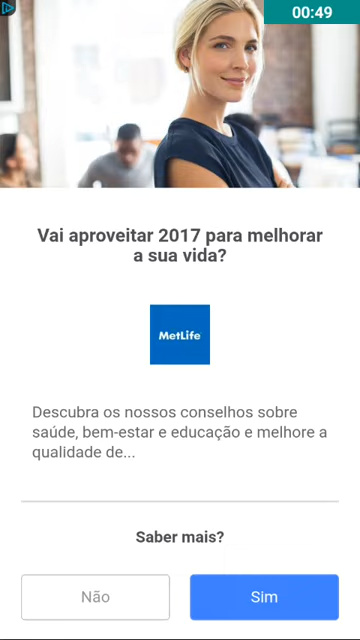 00:49
Vai aproveitar 2017 para melhorar
a sua vida?
MetLife
Descubra os nossos conselhos sobre
saúde, bem-estar e educação e melhore a
qualidade de...
Saber mais?
Não
Sim